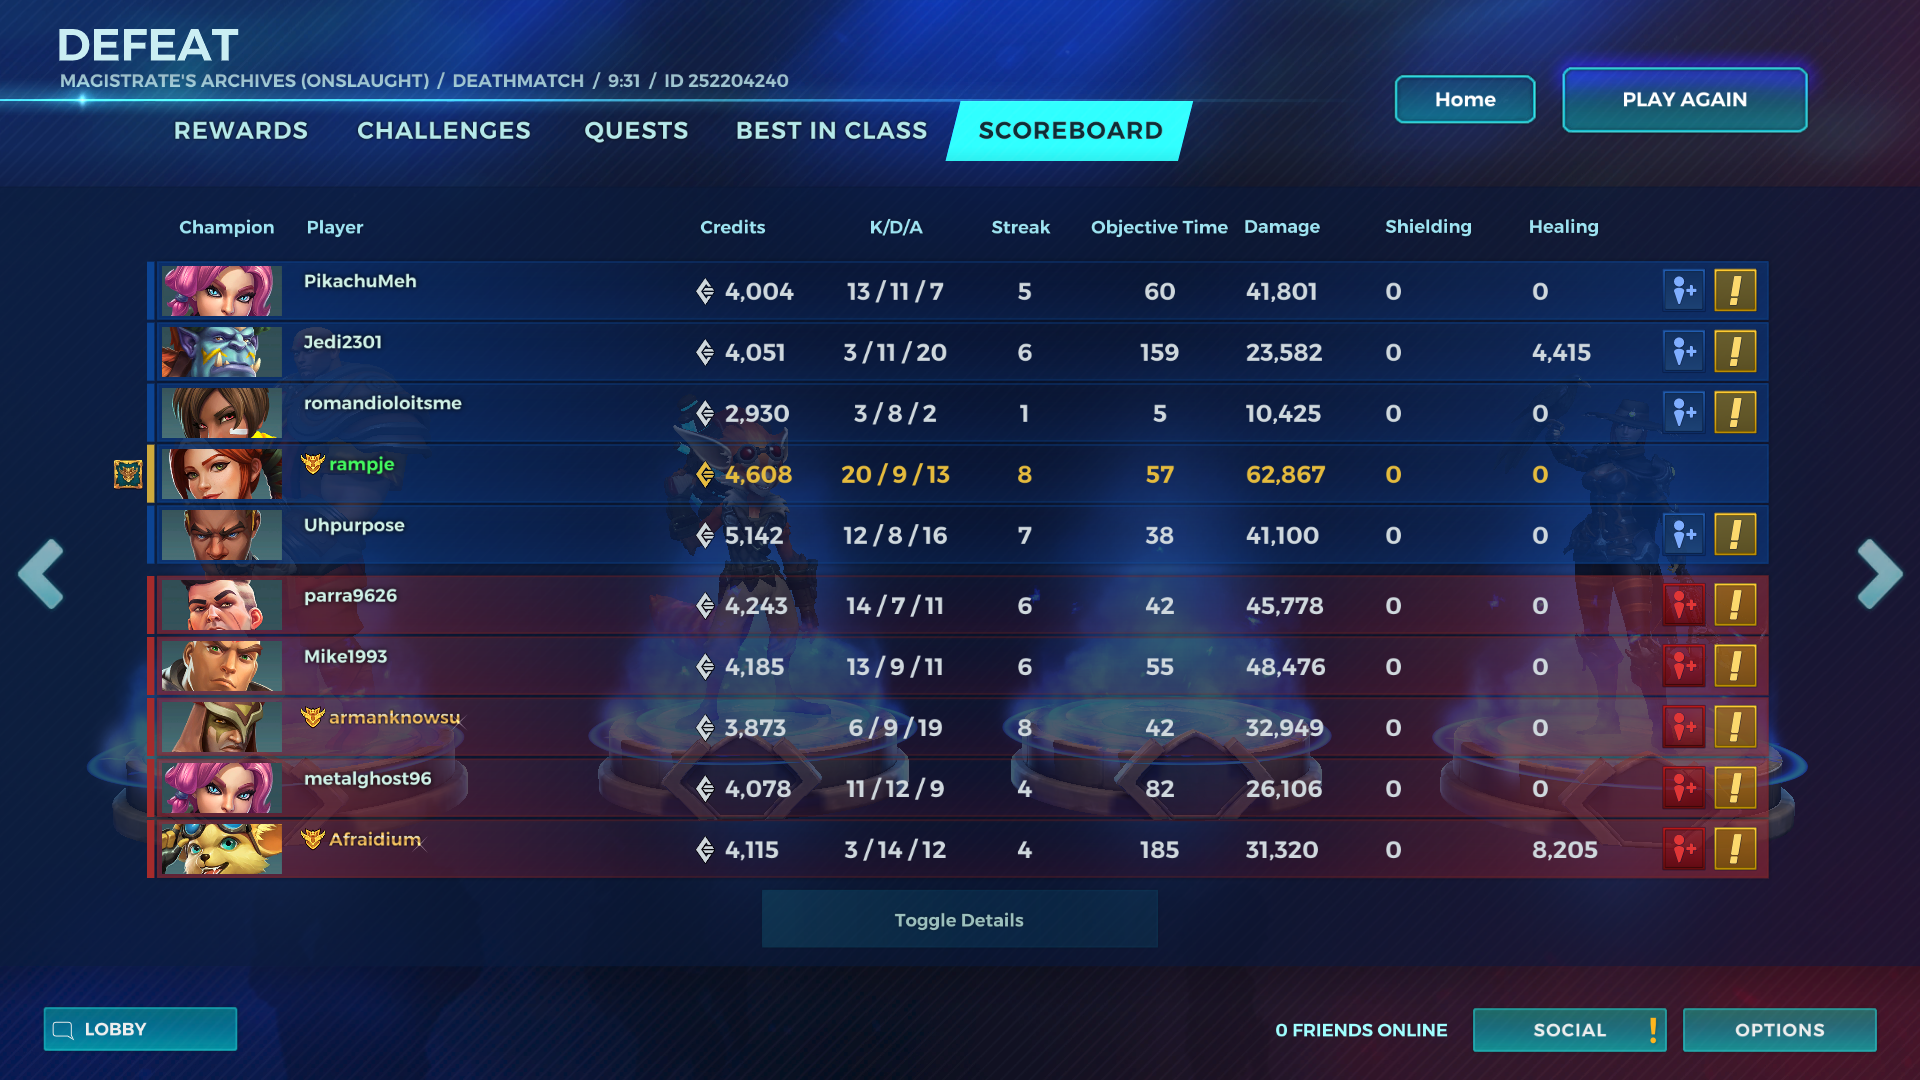 DEFEAT
MAGISTRATE'S ARCHIVES (ONSLAUGHT) / DEATHMATCH / 9:31 / ID 252204240
Home
PLAY AGAIN
REWARDS CHALLENGES QUESTS BEST IN CLASS SCOREBOARD
Champion Player Credits K/D/A Streak Objective Time Damage Shielding Healing
PikachuMeh 4,004 13 / 11 / 7 5 60 41,801 0 0
Jedi2301 4,051 3 / 11 / 20 6 159 23,582 0 4,415
romandioloitsme 2,930 3 / 8 / 2 1 5 10,425 0 0
rampje 4,608 20 / 9 / 13 8 57 62,867 0 0
Uhpurpose 5,142 12 / 8 / 16 7 38 41,100 0 0
parra9626 4,243 14 / 7 / 11 6 42 45,778 0 0
Mike1993 4,185 13 / 9 / 11 6 55 48,476 0 0
armanknowsu 3,873 6 / 9 / 19 8 42 32,949 0 0
metalghost96 4,078 11 / 12 / 9 4 82 26,106 0 0
Afraidium 4,115 3 / 14 / 12 4 185 31,320 0 8,205
Toggle Details
LOBBY
0 FRIENDS ONLINE
SOCIAL !
OPTIONS